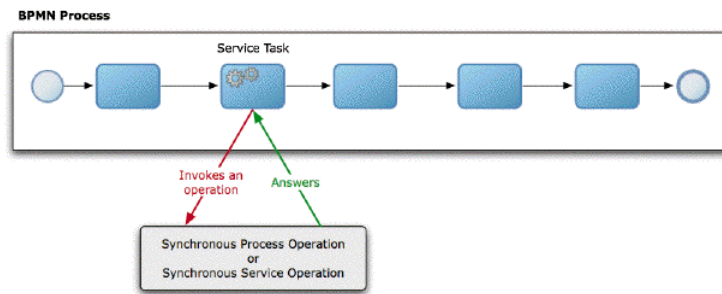 BPMN Process
Service Task
Invokes an
operation
Answers
Synchronous Process Operation
or
Synchronous Service Operation